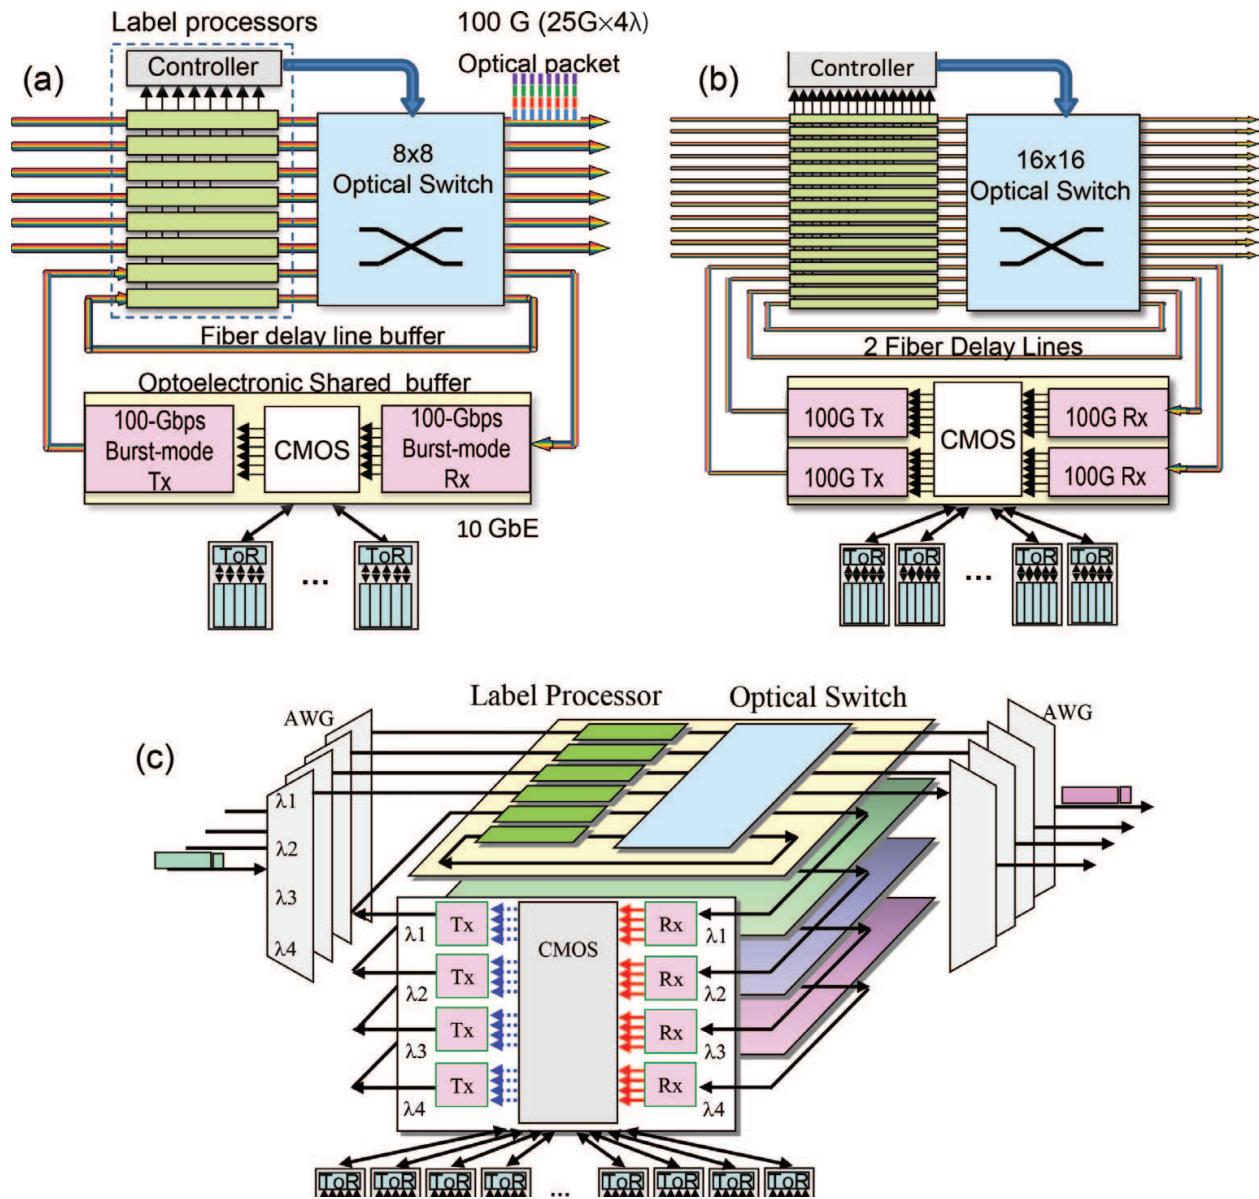 Label processors
100 G (25G×4λ)
Optical packet
(a)
Controller
8x8
Optical Switch
Fiber delay line buffer
Optoelectronic Shared buffer
100-Gbps
Burst-mode
Tx
CMOS
100-Gbps
Burst-mode
Rx
10 GbE
ToR
...
ToR
(b)
Controller
16x16
Optical Switch
2 Fiber Delay Lines
100G Tx
CMOS
100G Rx
100G Tx
100G Rx
ToR
ToR
...
ToR
ToR
(c)
Label Processor
Optical Switch
AWG
AWG
λ1
λ2
λ3
λ4
Tx
λ1
CMOS
Rx
λ1
Tx
λ2
Rx
λ2
Tx
λ3
Rx
λ3
Tx
λ4
Rx
λ4
ToR
ToR
ToR
ToR
...
ToR
ToR
ToR
ToR